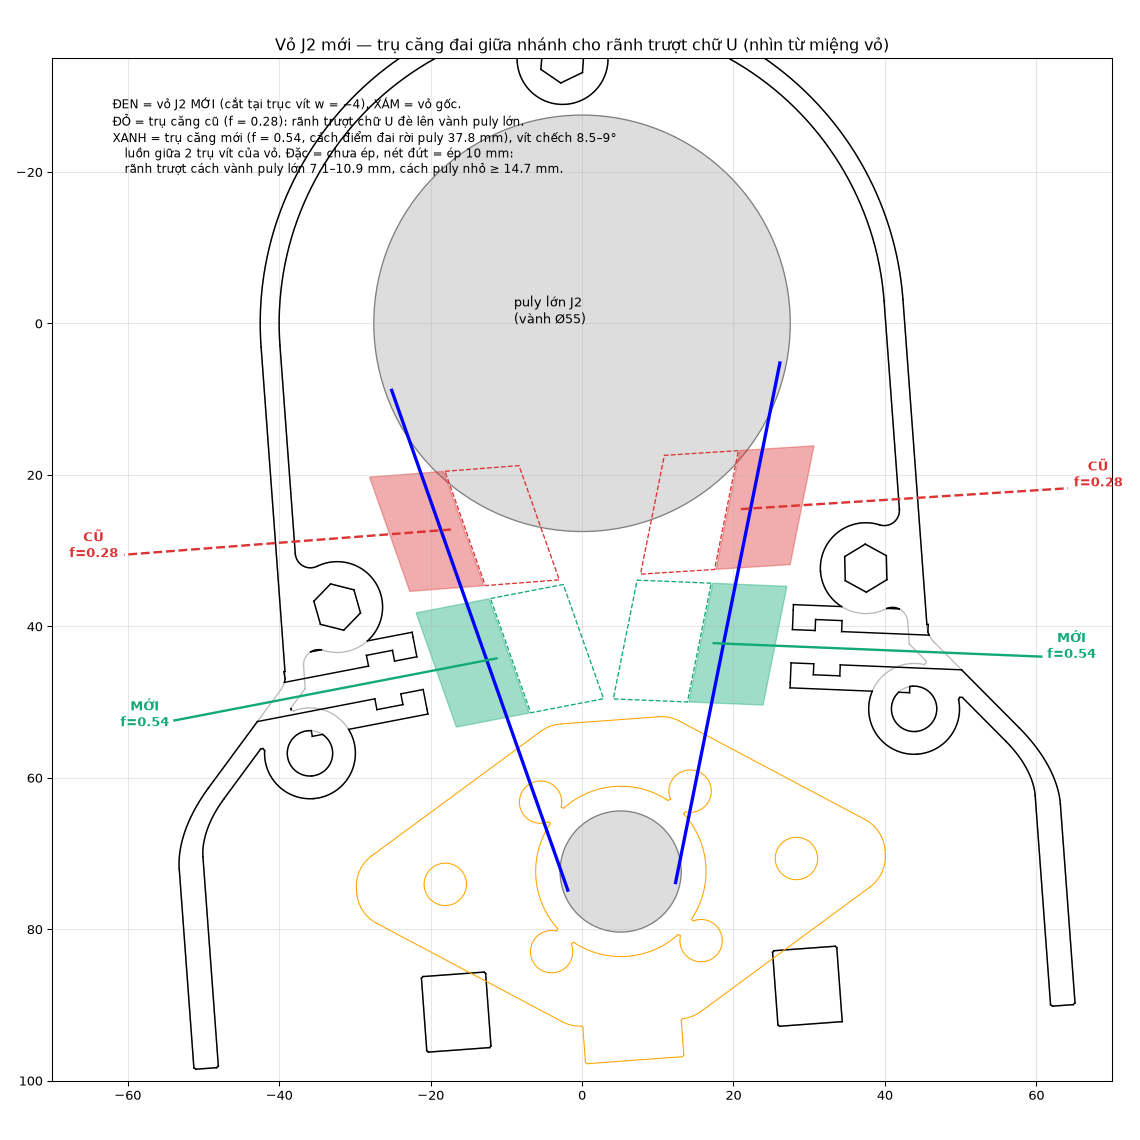 Vỏ J2 mới — trụ căng đai giữa nhánh cho rãnh trượt chữ U (nhìn từ miệng vỏ)
ĐEN = vỏ J2 MỚI (cắt tại trục vít w = −4), XÁM = vỏ gốc.
ĐỎ = trụ căng cũ (f = 0.28): rãnh trượt chữ U đè lên vành puly lớn.
XANH = trụ căng mới (f = 0.54, cách điểm đai rời puly 37.8 mm), vít chếch 8.5–9°
luồn giữa 2 trụ vít của vỏ. Đặc = chưa ép, nét đứt = ép 10 mm:
rãnh trượt cách vành puly lớn 7.1–10.9 mm, cách puly nhỏ ≥ 14.7 mm.
−20
0
20
40
60
80
100
puly lớn J2
(vành Ø55)
CŨ
f=0.28
CŨ
f=0.28
MỚI
f=0.54
MỚI
f=0.54
−60
−40
−20
0
20
40
60